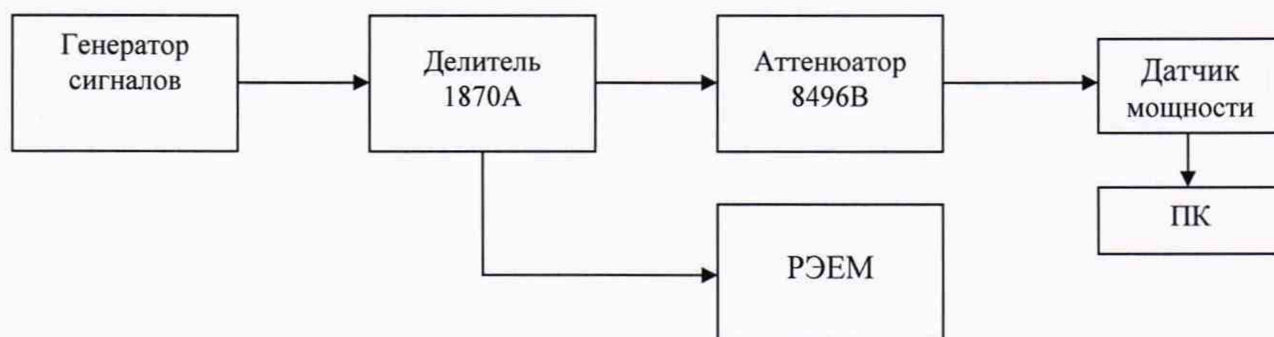 Генератор
сигналов
Делитель
1870А
Аттенюатор
8496В
Датчик
мощности
ПК
РЭЕМ